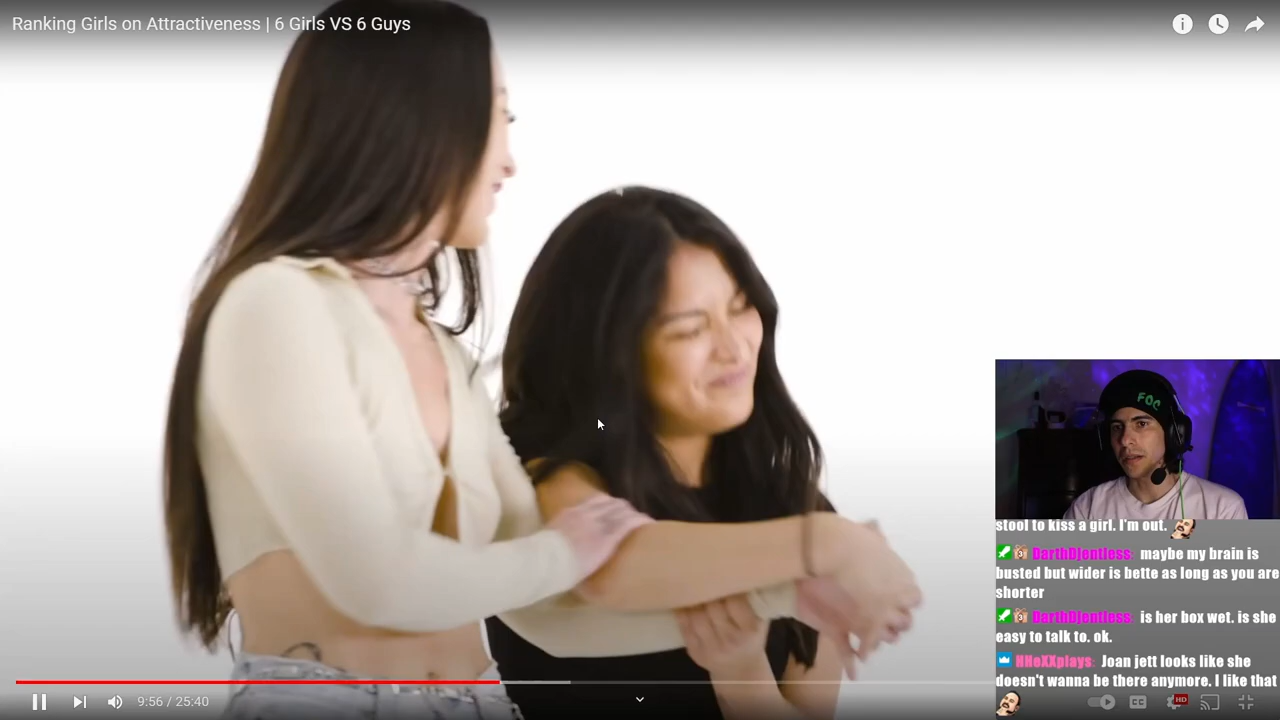 Ranking Girls on Attractiveness | 6 Girls VS 6 Guys
FOC
stool to kiss a girl. I'm out.
DarthDjentless: maybe my brain is
busted but wider is bette as long as you are
shorter
DarthDjentless: is her box wet. is she
easy to talk to. ok.
HHeXXplays: Joan jett looks like she
doesn't wanna be there anymore. I like that
9:56 / 25:40
CC
HD